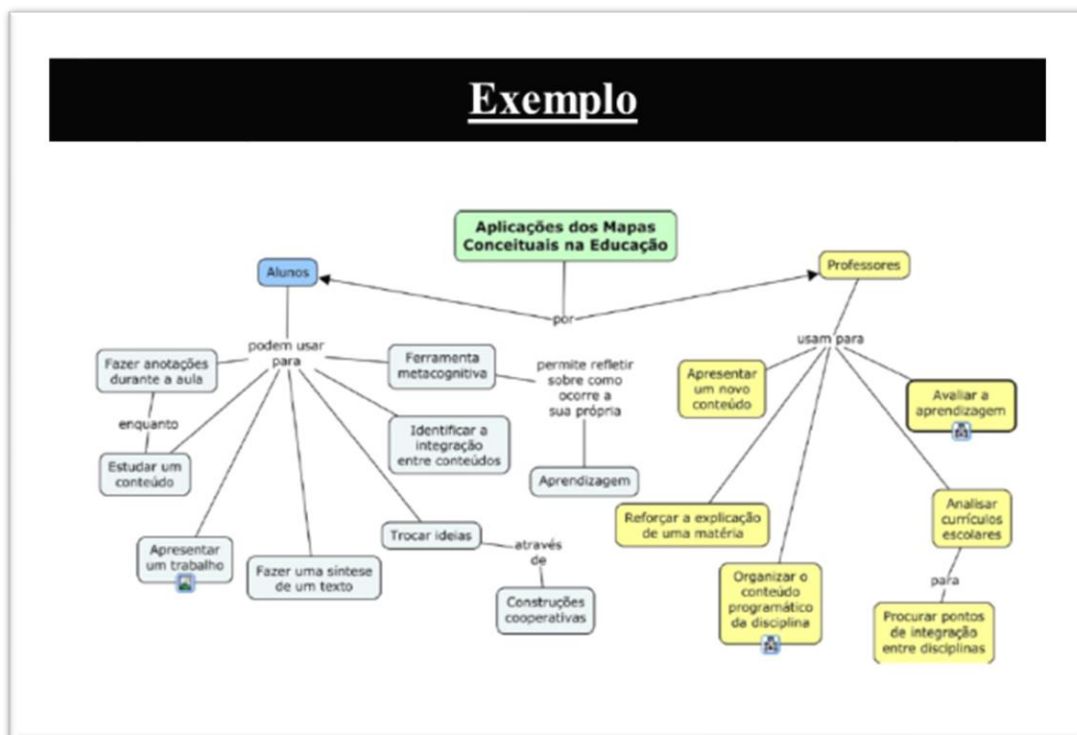 Exemplo
Aplicações dos Mapas
Conceituais na Educação
Alunos
Professores
por
podem usar
para
Fazer anotações
durante a aula
enquanto
Estudar um
conteúdo
Apresentar
um trabalho
Fazer uma síntese
de um texto
Trocar ideias
através
de
Construções
cooperativas
Identificar a
integração
entre conteúdos
Ferramenta
metacognitiva
permite refletir
sobre como
ocorre a
sua própria
Aprendizagem
usam para
Apresentar
um novo
conteúdo
Reforçar a explicação
de uma matéria
Organizar o
conteúdo
programático
da disciplina
Analisar
currículos
escolares
para
Procurar pontos
de integração
entre disciplinas
Avaliar a
aprendizagem